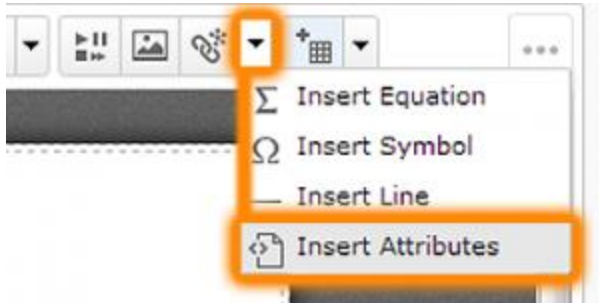 Insert Equation
Insert Symbol
Insert Line
Insert Attributes